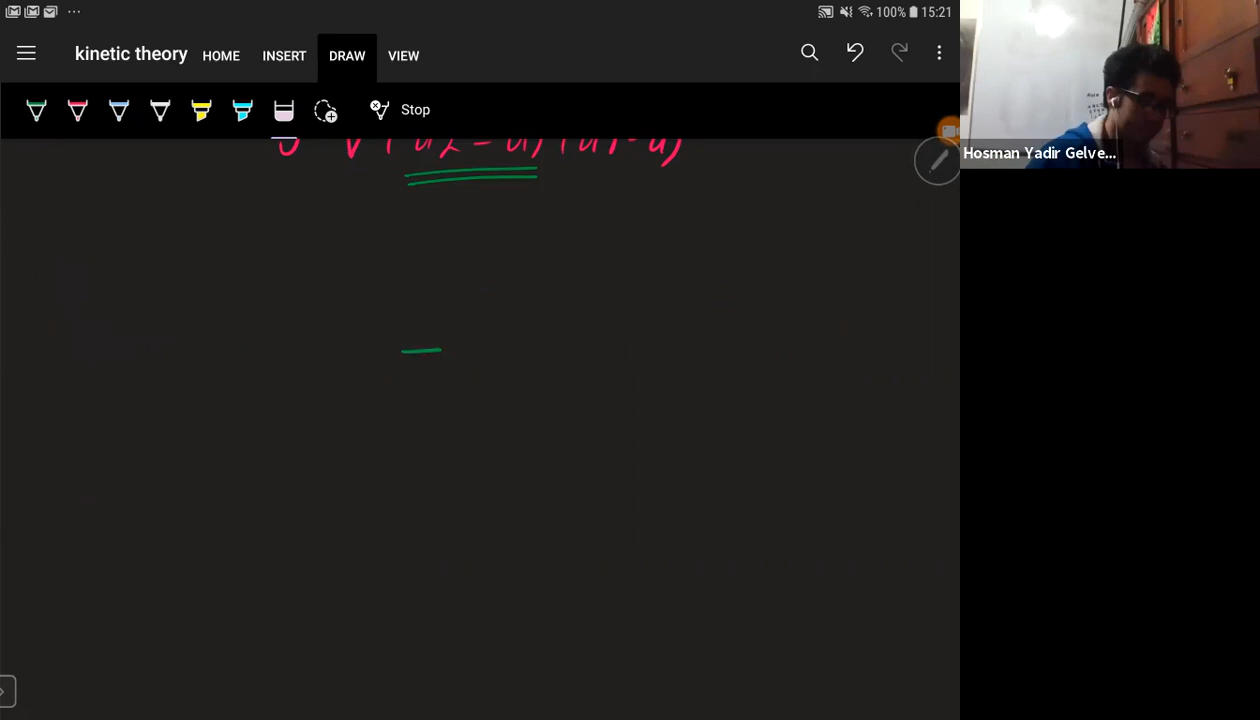 100% 15:21
kinetic theory HOME INSERT DRAW VIEW
Stop
Hosman Yadir Gelve...